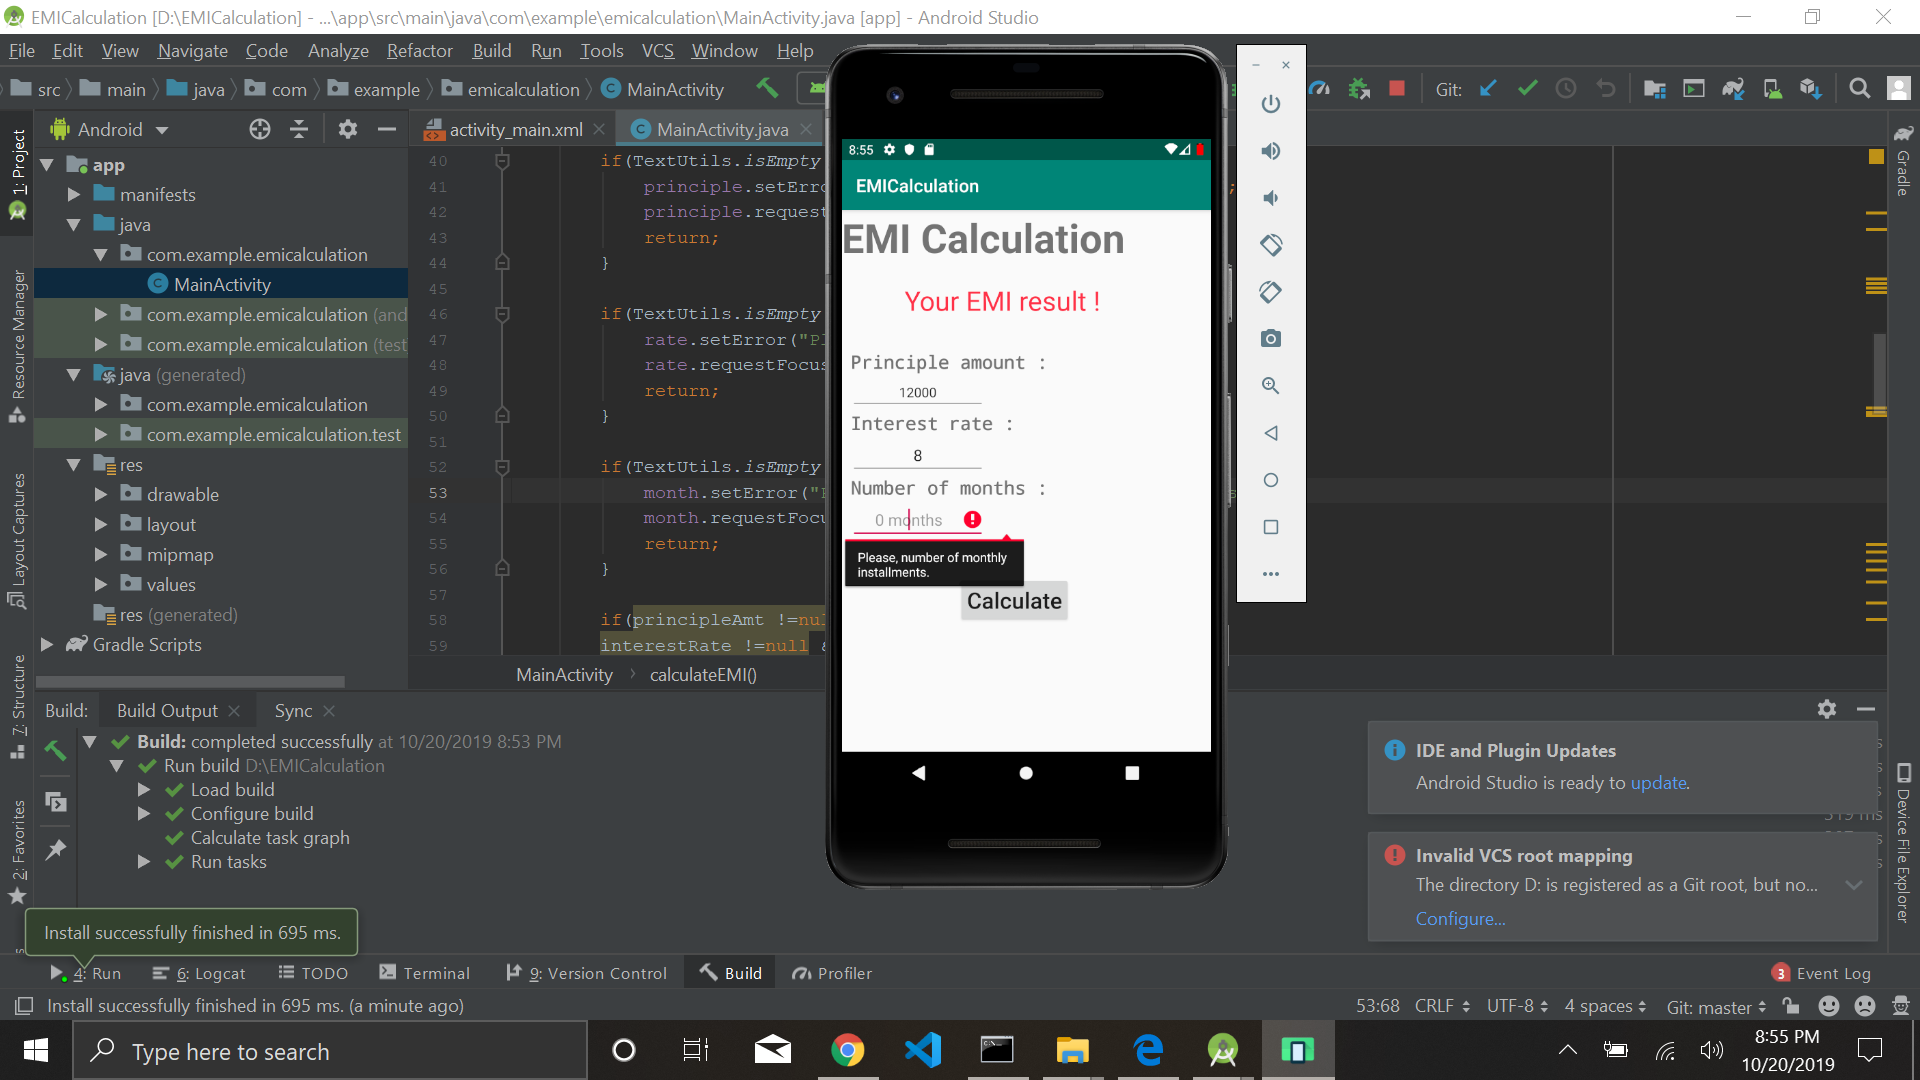 EMICalculation [D:\EMICalculation] - ...\app\src\main\java\com\example\emicalculation\MainActivity.java [app] - Android Studio
File Edit View Navigate Code Analyze Refactor Build Run Tools VCS Window Help
src main java com example emicalculation MainActivity Git:
Android activity_main.xml MainActivity.java
1: Project
Resource Manager
Layout Captures
7: Structure
2: Favorites
app
manifests
java
com.example.emicalculation
MainActivity
com.example.emicalculation (and
com.example.emicalculation (test
java (generated)
com.example.emicalculation
com.example.emicalculation.test
res
drawable
layout
mipmap
values
res (generated)
Gradle Scripts
40 if(TextUtils.isEmpty
41 principle.setErro
42 principle.request
43 return;
44 }
45
46 if(TextUtils.isEmpty
47 rate.setError("Pl
48 rate.requestFocus
49 return;
50 }
51
52 if(TextUtils.isEmpty
53 month.setError("
54 month.requestFocu
55 return;
56 }
57
58 if(principleAmt !=nul
59 interestRate !=null &
MainActivity calculateEMI()
8:55
EMICalculation
EMI Calculation
Your EMI result !
Principle amount :
12000
Interest rate :
8
Number of months :
0 months
Please, number of monthly
installments.
Calculate
Gradle
Device File Explorer
Build: Build Output Sync
Build: completed successfully at 10/20/2019 8:53 PM
Run build D:\EMICalculation
Load build
Configure build
Calculate task graph
Run tasks
IDE and Plugin Updates
Android Studio is ready to update.
Invalid VCS root mapping
The directory D: is registered as a Git root, but no...
Configure...
Install successfully finished in 695 ms.
4: Run 6: Logcat TODO Terminal 9: Version Control Build Profiler 3 Event Log
Install successfully finished in 695 ms. (a minute ago) 53:68 CRLF UTF-8 4 spaces Git: master
Type here to search
8:55 PM
10/20/2019